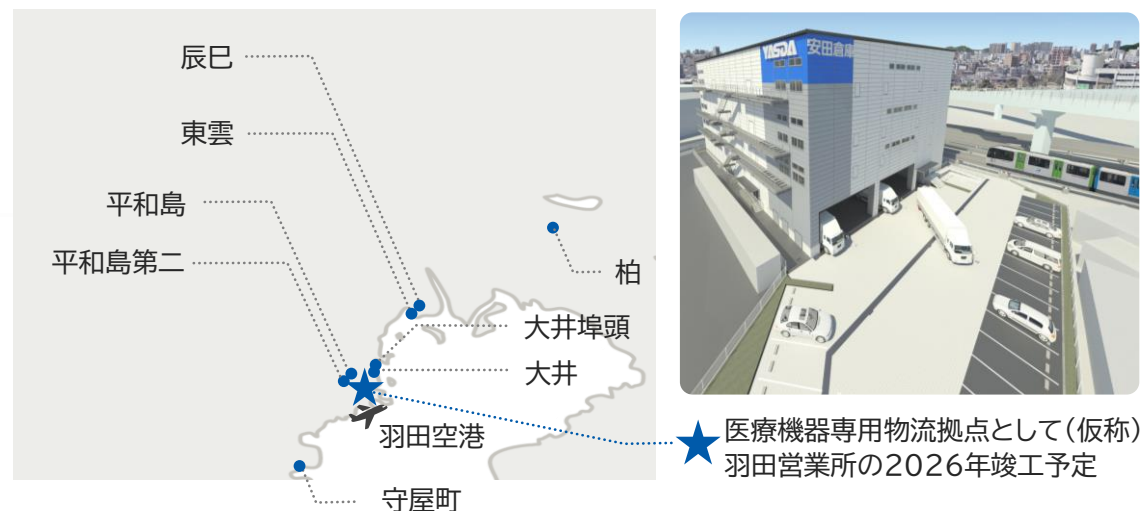 辰巳
東雲
平和島
平和島第二
柏
大井埠頭
大井
羽田空港
守屋町
YASDA 安田倉庫
医療機器専用物流拠点として(仮称)
羽田営業所の2026年竣工予定